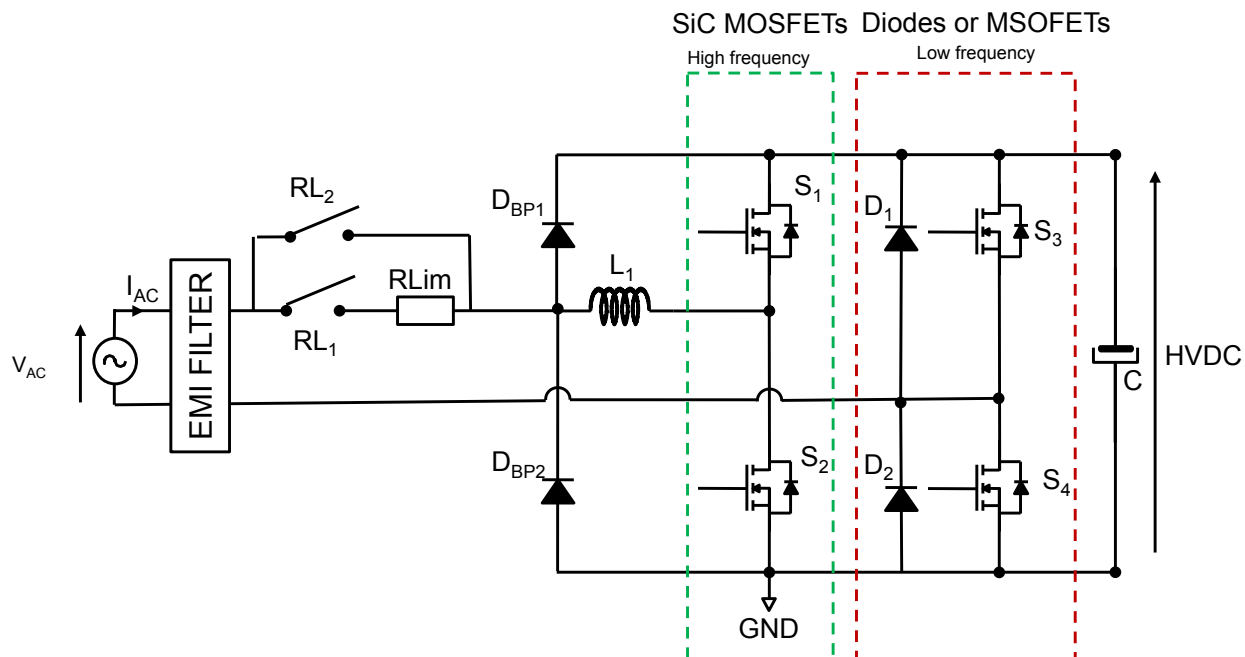 SiC MOSFETs
High frequency
Diodes or MSOFETs
Low frequency
RL2
RL1
RLim
IAC
VAC
EMI FILTER
DBP1
DBP2
L1
S1
S2
D1
D2
S3
S4
C
HVDC
GND